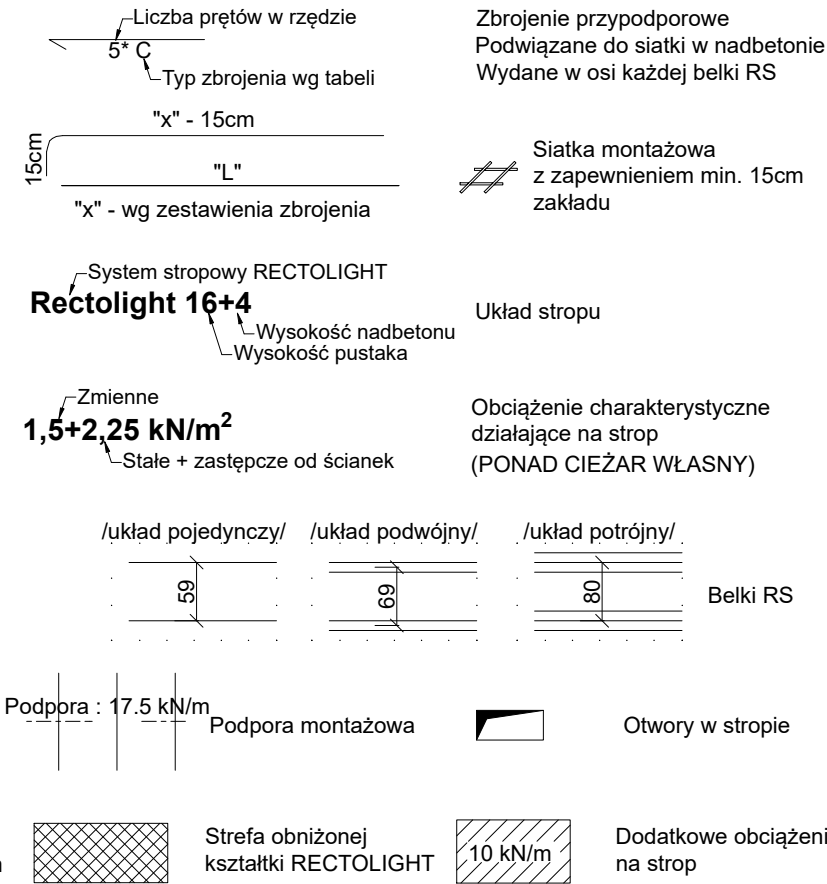 Liczba prętów w rzędzie
5* C
Typ zbrojenia wg tabeli
Zbrojenie przypodporowe
Podwiązane do siatki w nadbetonie
Wydane w osi każdej belki RS
"x" - 15cm
15cm
"L"
"x" - wg zestawienia zbrojenia
Siatka montażowa
z zapewnieniem min. 15cm
zakładu
System stropowy RECTOLIGHT
Rectolight 16+4
Wysokość nadbetonu
Wysokość pustaka
Układ stropu
Zmienne
1,5+2,25 kN/m²
Stałe + zastępcze od ścianek
Obciążenie charakterystyczne
działające na strop
(PONAD CIEŻAR WŁASNY)
/układ pojedynczy/ /układ podwójny/ /układ potrójny/
59 69 80
Belki RS
Podpora : 17.5 kN/m
Podpora montażowa
Otwory w stropie
Strefa obniżonej
kształtki RECTOLIGHT
10 kN/m
Dodatkowe obciążeni
na strop